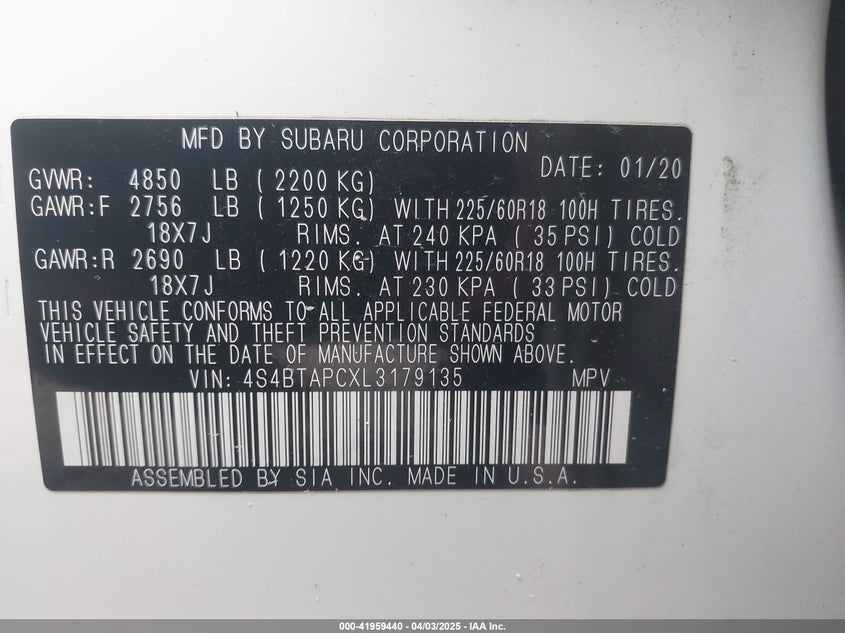 MFD BY SUBARU CORPORATION
DATE: 01/20
GVWR: 4850 LB ( 2200 KG)
GAWR:F 2756 LB ( 1250 KG) WITH 225/60R18 100H TIRES.
18X7J RIMS. AT 240 KPA ( 35 PSI) COLD
GAWR:R 2690 LB ( 1220 KG) WITH 225/60R18 100H TIRES.
18X7J RIMS. AT 230 KPA ( 33 PSI) COLD
THIS VEHICLE CONFORMS TO ALL APPLICABLE FEDERAL MOTOR
VEHICLE SAFETY AND THEFT PREVENTION STANDARDS
IN EFFECT ON THE DATE OF MANUFACTURE SHOWN ABOVE.
VIN: 4S4BTAPCXL3179135 MPV
ASSEMBLED BY SIA INC. MADE IN U.S.A.
000-41959440 - 04/03/2025 - IAA Inc.